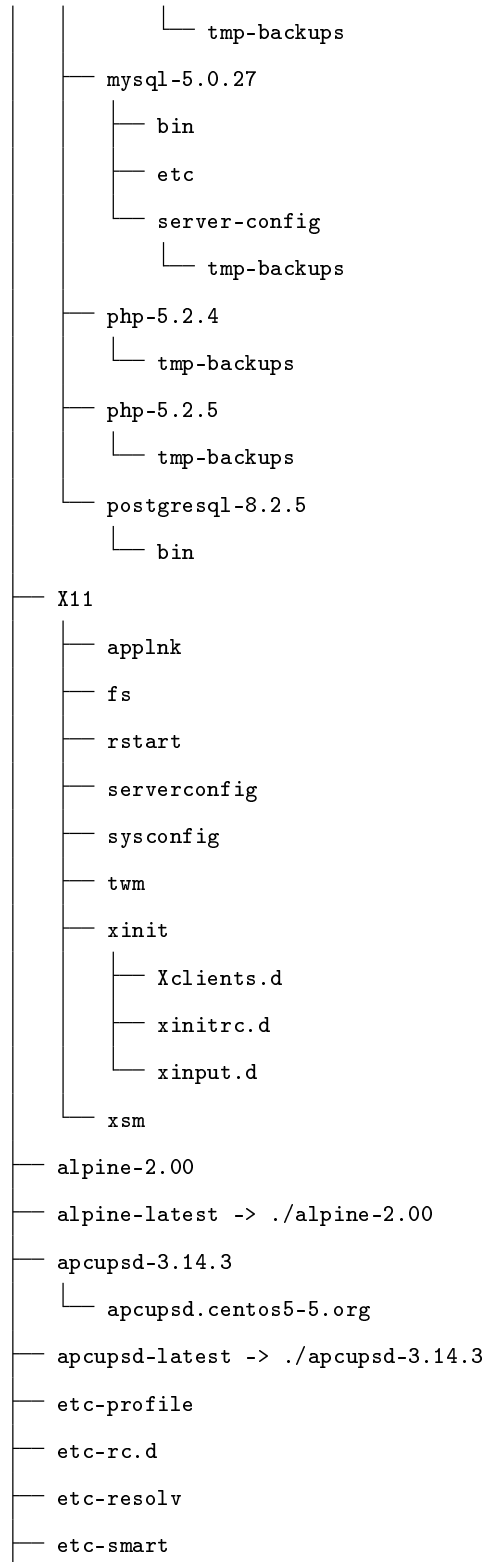 tmp-backups
mysql-5.0.27
bin
etc
server-config
tmp-backups
php-5.2.4
tmp-backups
php-5.2.5
tmp-backups
postgresql-8.2.5
bin
X11
applnk
fs
rstart
serverconfig
sysconfig
twm
xinit
Xclients.d
xinitrc.d
xinput.d
xsm
alpine-2.00
alpine-latest -> ./alpine-2.00
apcupsd-3.14.3
apcupsd.centos5-5.org
apcupsd-latest -> ./apcupsd-3.14.3
etc-profile
etc-rc.d
etc-resolv
etc-smart